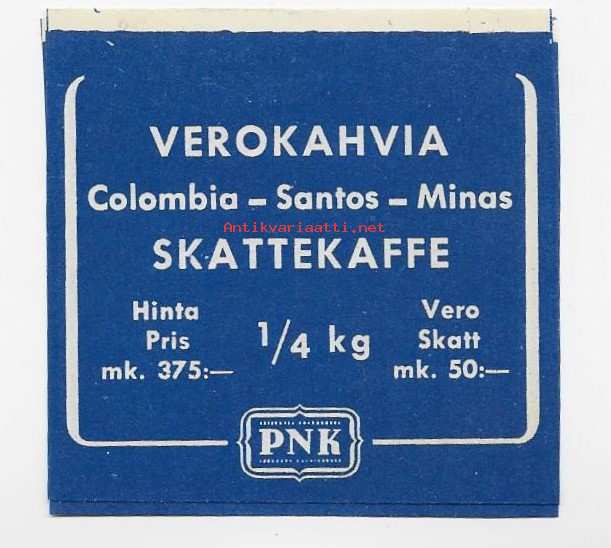 VEROKAHVIA
Colombia – Santos – Minas
Antikvariaatti.net
SKATTEKAFFE
Hinta
Pris
mk. 375:—
1/4 kg
Vero
Skatt
mk. 50:—
PNK